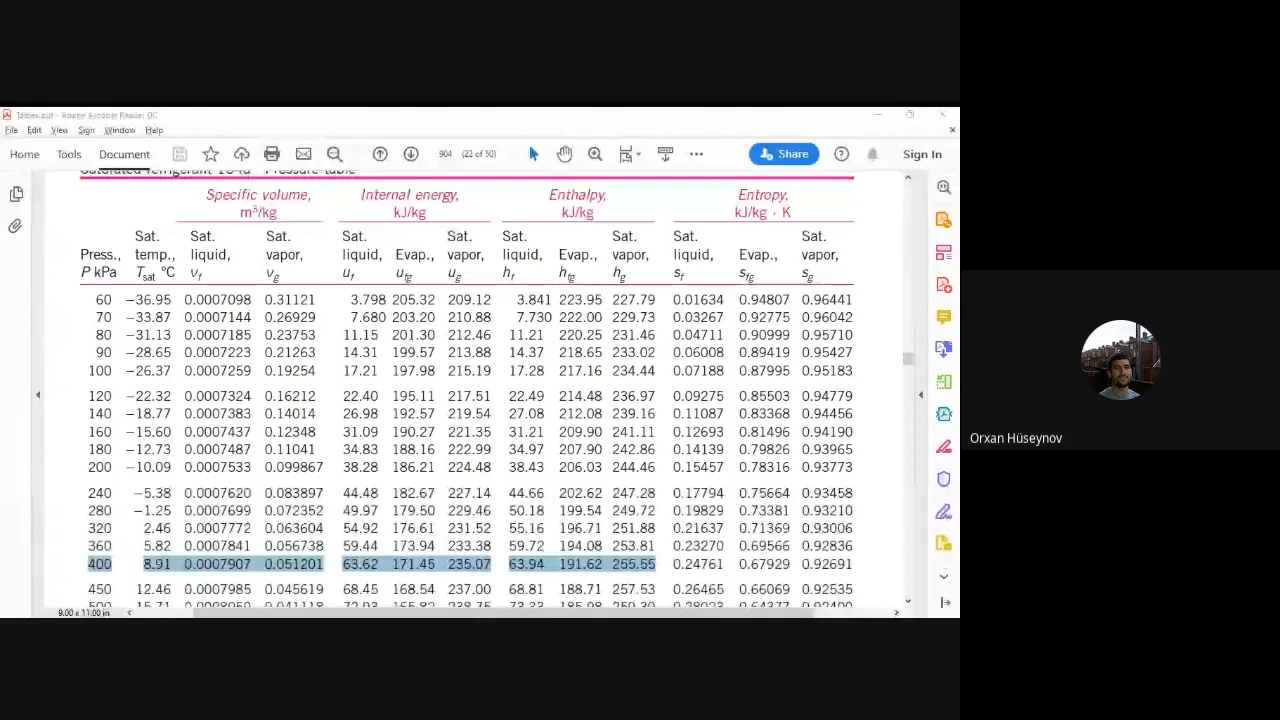 Tables.pdf - Adobe Acrobat Reader DC
File Edit View Sign Window Help
Home Tools Document 904 (22 of 50) Share Sign In
Saturated refrigerant-134a—Pressure table
Specific volume, Internal energy, Enthalpy, Entropy,
m³/kg kJ/kg kJ/kg kJ/kg · K
Sat. Sat. Sat. Sat. Sat. Sat. Sat. Sat.
Press., temp., liquid, vapor, liquid, Evap., vapor, liquid, Evap., vapor, liquid, Evap., vapor,
P kPa Tsat °C vf vg uf ufg ug hf hfg hg sf sfg sg
60 −36.95 0.0007098 0.31121 3.798 205.32 209.12 3.841 223.95 227.79 0.01634 0.94807 0.96441
70 −33.87 0.0007144 0.26929 7.680 203.20 210.88 7.730 222.00 229.73 0.03267 0.92775 0.96042
80 −31.13 0.0007185 0.23753 11.15 201.30 212.46 11.21 220.25 231.46 0.04711 0.90999 0.95710
90 −28.65 0.0007223 0.21263 14.31 199.57 213.88 14.37 218.65 233.02 0.06008 0.89419 0.95427
100 −26.37 0.0007259 0.19254 17.21 197.98 215.19 17.28 217.16 234.44 0.07188 0.87995 0.95183
120 −22.32 0.0007324 0.16212 22.40 195.11 217.51 22.49 214.48 236.97 0.09275 0.85503 0.94779
140 −18.77 0.0007383 0.14014 26.98 192.57 219.54 27.08 212.08 239.16 0.11087 0.83368 0.94456
160 −15.60 0.0007437 0.12348 31.09 190.27 221.35 31.21 209.90 241.11 0.12693 0.81496 0.94190
180 −12.73 0.0007487 0.11041 34.83 188.16 222.99 34.97 207.90 242.86 0.14139 0.79826 0.93965
200 −10.09 0.0007533 0.099867 38.28 186.21 224.48 38.43 206.03 244.46 0.15457 0.78316 0.93773
240 −5.38 0.0007620 0.083897 44.48 182.67 227.14 44.66 202.62 247.28 0.17794 0.75664 0.93458
280 −1.25 0.0007699 0.072352 49.97 179.50 229.46 50.18 199.54 249.72 0.19829 0.73381 0.93210
320 2.46 0.0007772 0.063604 54.92 176.61 231.52 55.16 196.71 251.88 0.21637 0.71369 0.93006
360 5.82 0.0007841 0.056738 59.44 173.94 233.38 59.72 194.08 253.81 0.23270 0.69566 0.92836
400 8.91 0.0007907 0.051201 63.62 171.45 235.07 63.94 191.62 255.55 0.24761 0.67929 0.92691
450 12.46 0.0007985 0.045619 68.45 168.54 237.00 68.81 188.71 257.53 0.26465 0.66069 0.92535
9.00 x 11.00 in
Orxan Hüseynov